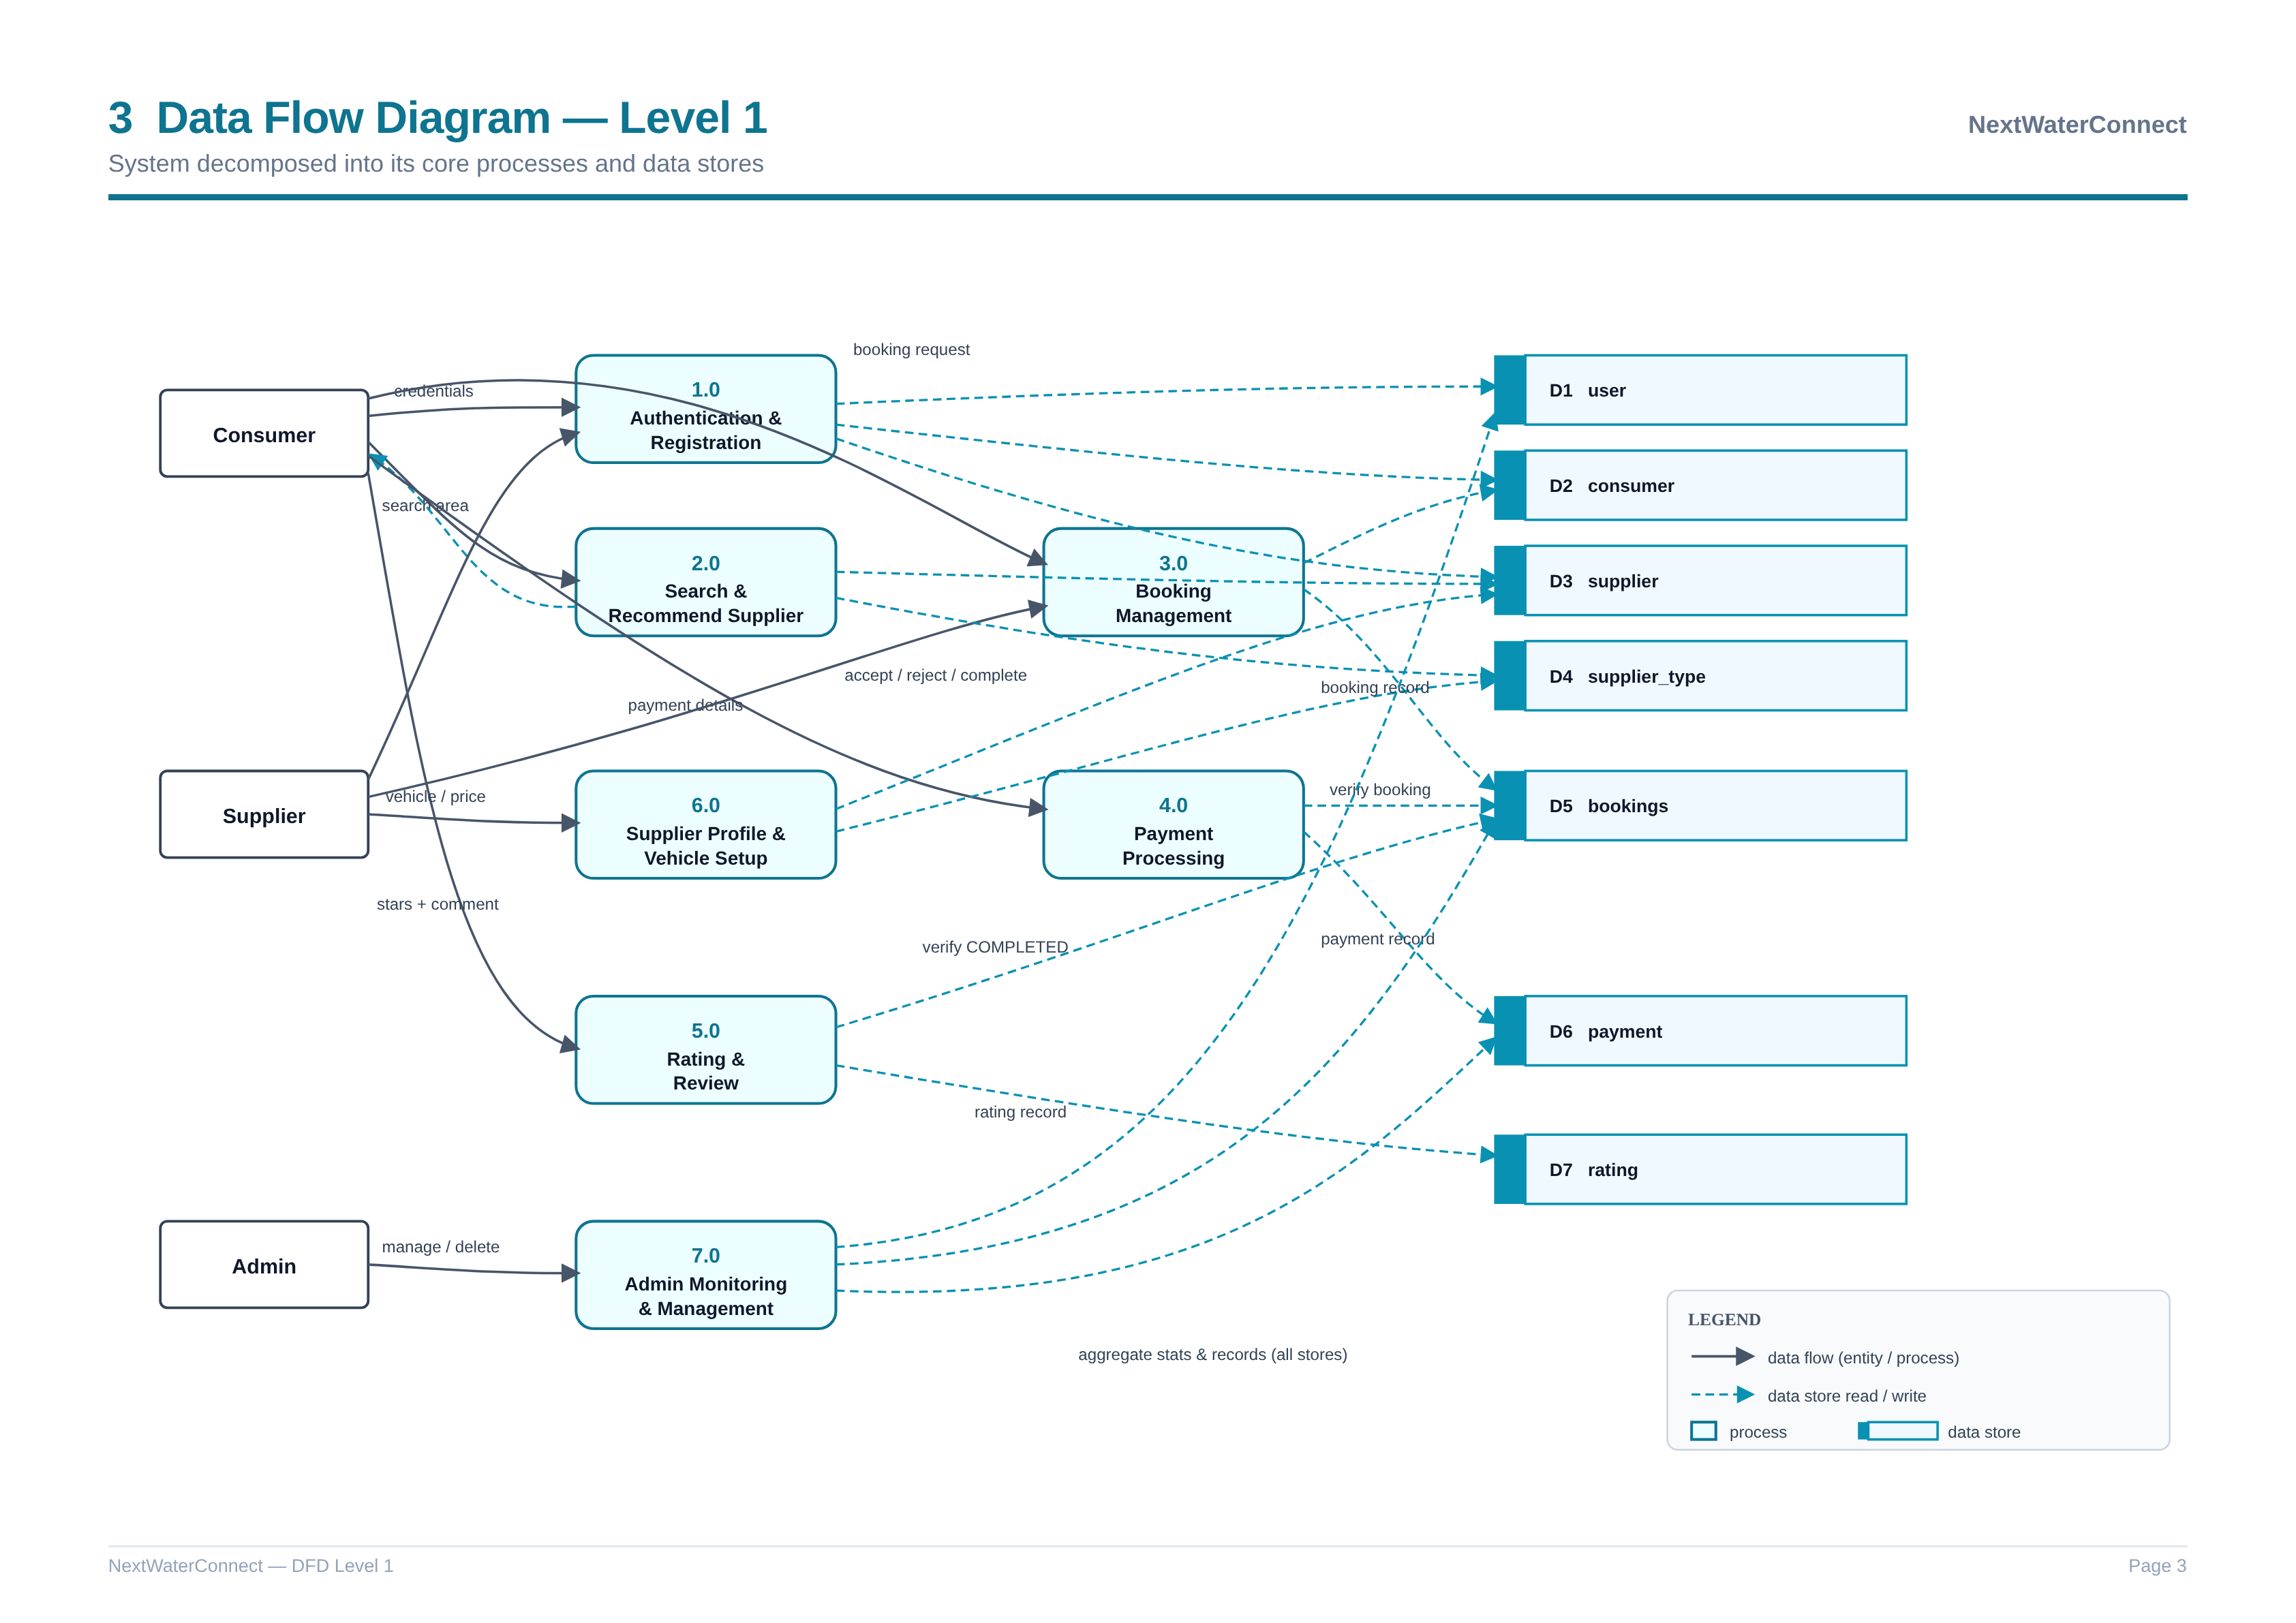 3 Data Flow Diagram — Level 1
NextWaterConnect
System decomposed into its core processes and data stores
booking request
credentials
Consumer
search area
1.0
Authentication &
Registration
2.0
Search &
Recommend Supplier
3.0
Booking
Management
accept / reject / complete
payment details
booking record
Supplier
vehicle / price
6.0
Supplier Profile &
Vehicle Setup
4.0
Payment
Processing
verify booking
stars + comment
verify COMPLETED
payment record
5.0
Rating &
Review
rating record
Admin
manage / delete
7.0
Admin Monitoring
& Management
aggregate stats & records (all stores)
D1 user
D2 consumer
D3 supplier
D4 supplier_type
D5 bookings
D6 payment
D7 rating
LEGEND
data flow (entity / process)
data store read / write
process
data store
NextWaterConnect — DFD Level 1
Page 3